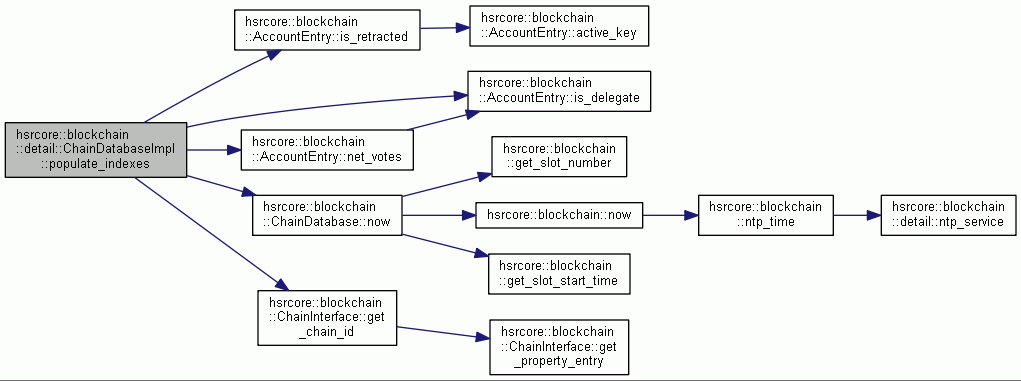 hsrcore::blockchain
::AccountEntry::is_retracted
hsrcore::blockchain
::AccountEntry::active_key
hsrcore::blockchain
::AccountEntry::is_delegate
hsrcore::blockchain
::detail::ChainDatabaseImpl
::populate_indexes
hsrcore::blockchain
::AccountEntry::net_votes
hsrcore::blockchain
::get_slot_number
hsrcore::blockchain
::ChainDatabase::now
hsrcore::blockchain::now
hsrcore::blockchain
::ntp_time
hsrcore::blockchain
::detail::ntp_service
hsrcore::blockchain
::get_slot_start_time
hsrcore::blockchain
::ChainInterface::get
_chain_id
hsrcore::blockchain
::ChainInterface::get
_property_entry